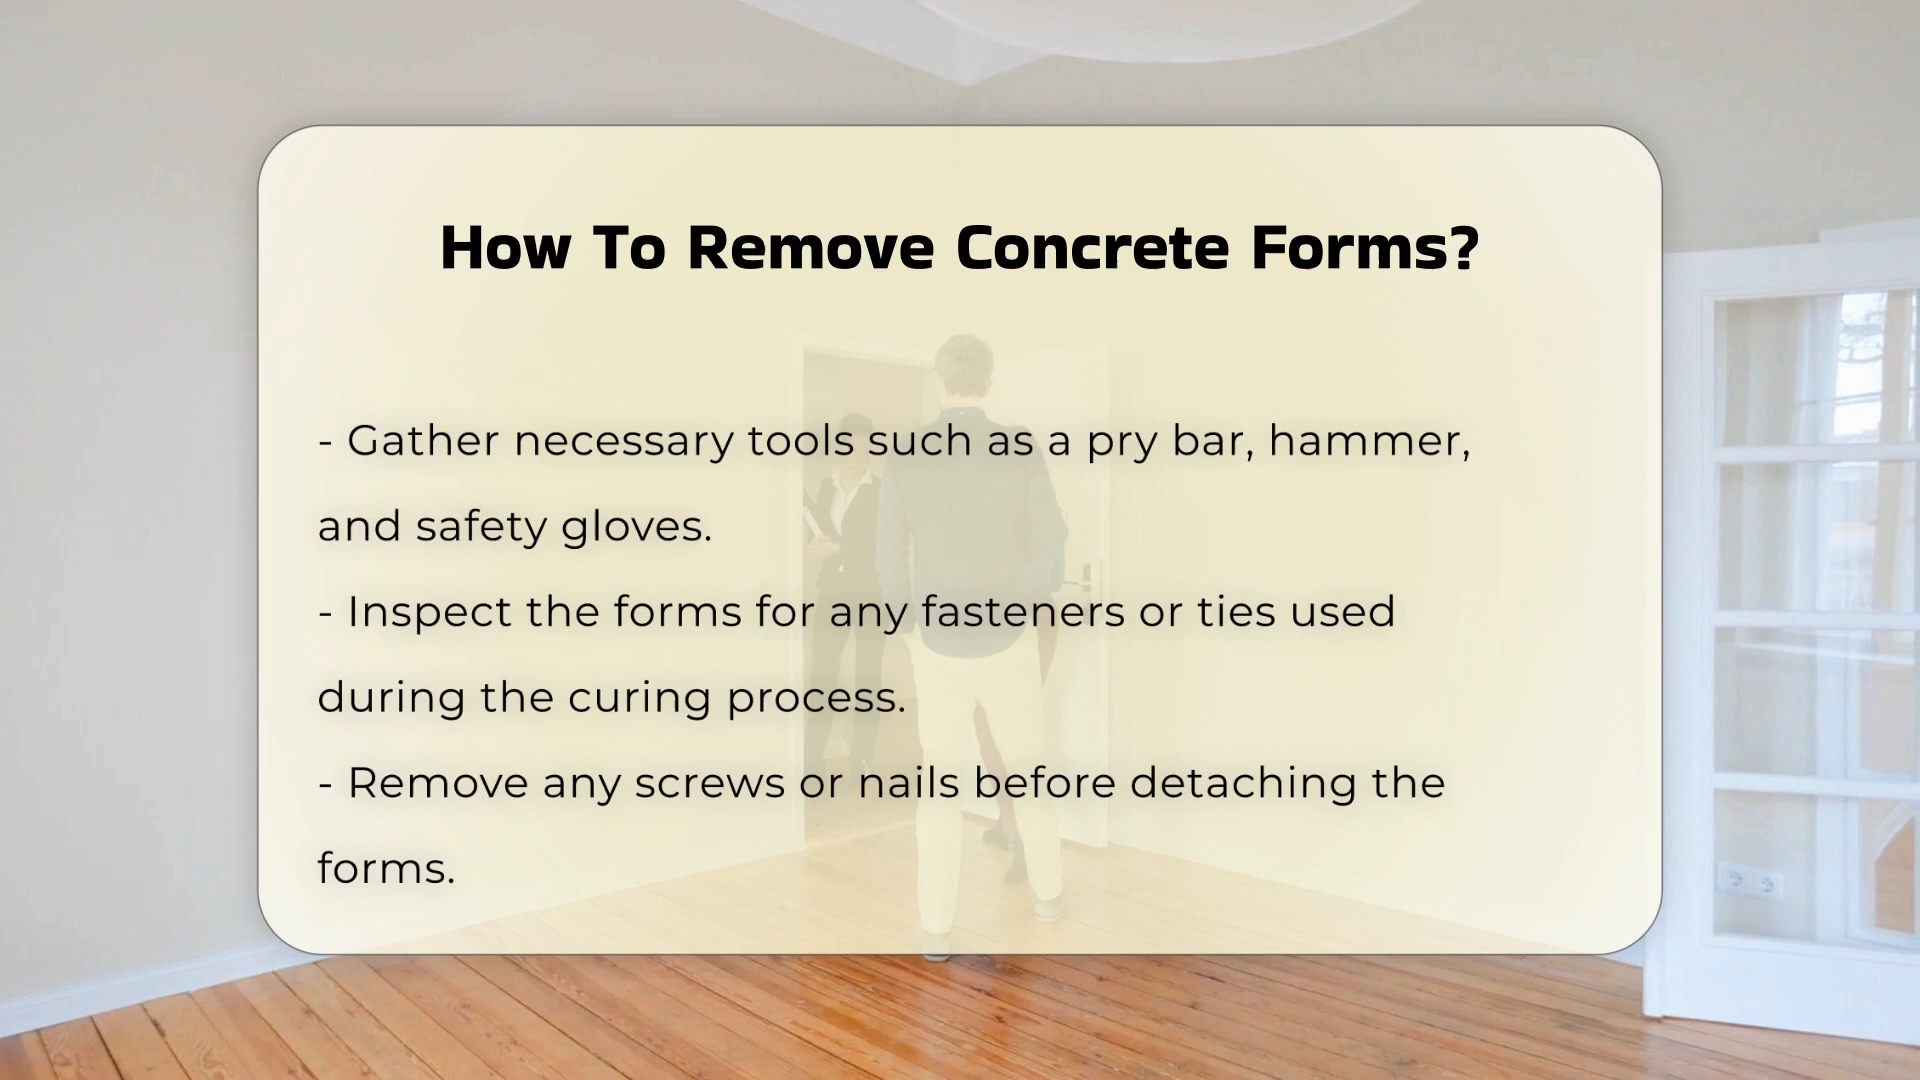 How To Remove Concrete Forms?
- Gather necessary tools such as a pry bar, hammer,
and safety gloves.
- Inspect the forms for any fasteners or ties used
during the curing process.
- Remove any screws or nails before detaching the
forms.